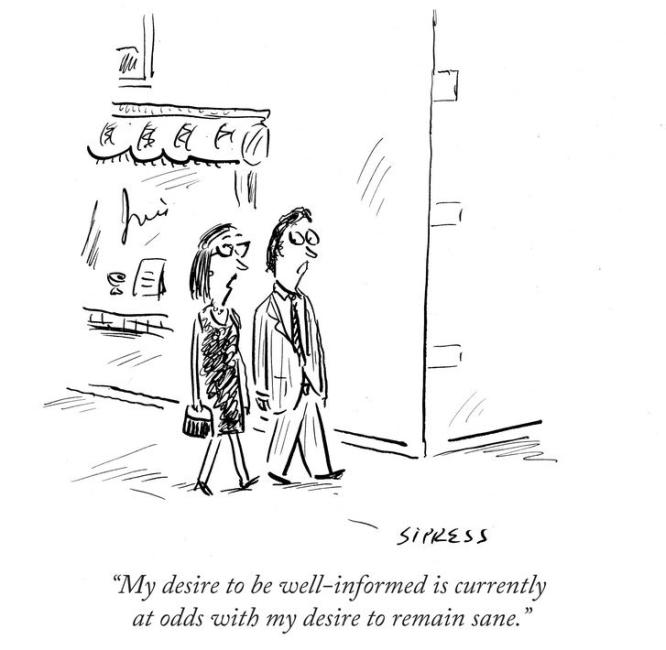 SIPRESS
“My desire to be well-informed is currently
at odds with my desire to remain sane.”